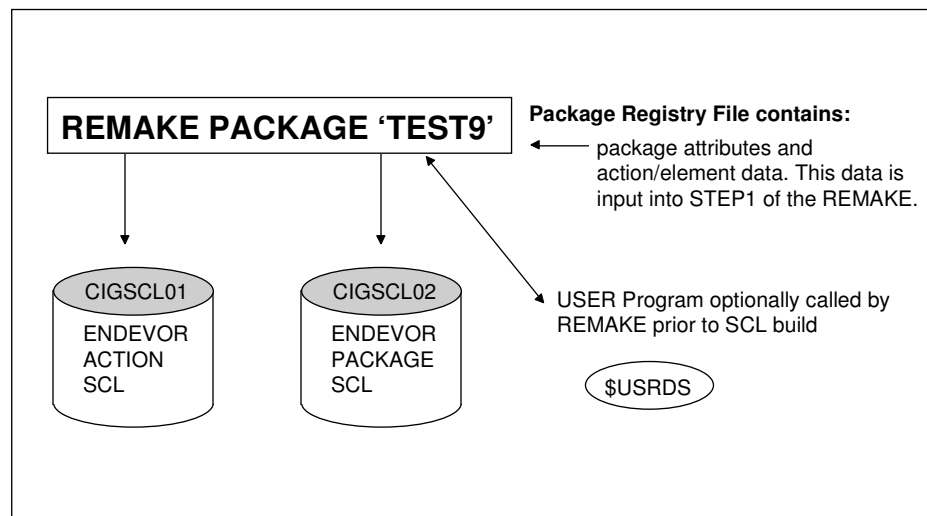 REMAKE PACKAGE ‘TEST9’
Package Registry File contains:
package attributes and
action/element data. This data is
input into STEP1 of the REMAKE.
CIGSCL01
ENDEVOR
ACTION
SCL
CIGSCL02
ENDEVOR
PACKAGE
SCL
USER Program optionally called by
REMAKE prior to SCL build
$USRDS